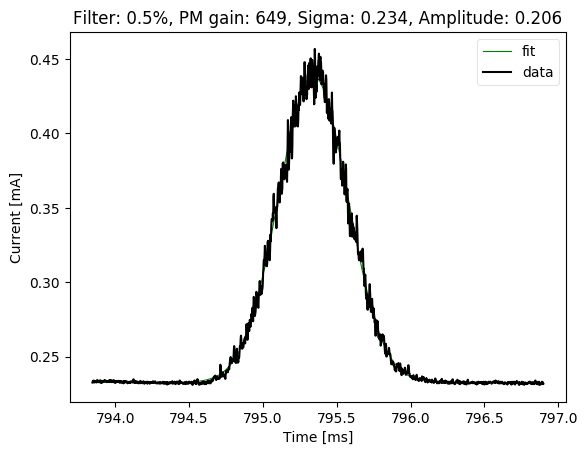 Filter: 0.5%, PM gain: 649, Sigma: 0.234, Amplitude: 0.206
fit
data
0.45
0.40
0.35
0.30
0.25
Current [mA]
794.0 794.5 795.0 795.5 796.0 796.5 797.0
Time [ms]